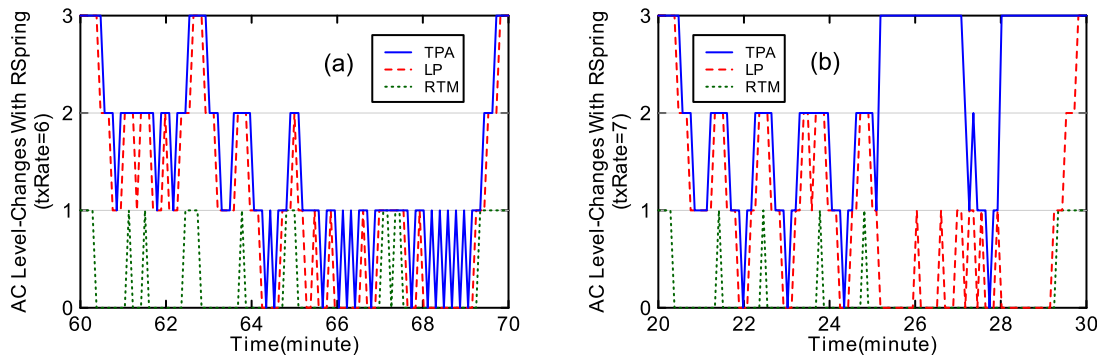 AC Level-Changes With RSpring
(txRate=6)
3
2
1
0
(a)
TPA
LP
RTM
60
62
64
66
68
70
Time(minute)
AC Level-Changes With RSpring
(txRate=7)
3
2
1
0
(b)
TPA
LP
RTM
20
22
24
26
28
30
Time(minute)